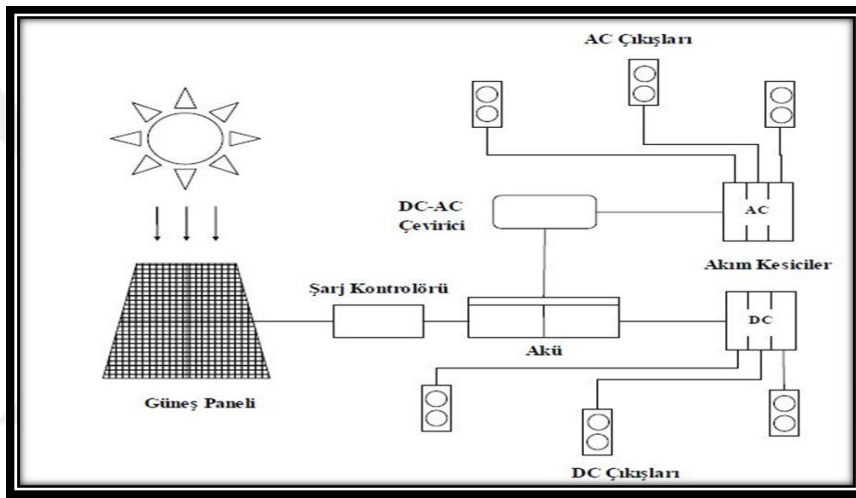 AC Çıkışları
DC-AC
Çevirici
AC
Akım Kesiciler
Şarj Kontrolörü
DC
Akü
Güneş Paneli
DC Çıkışları